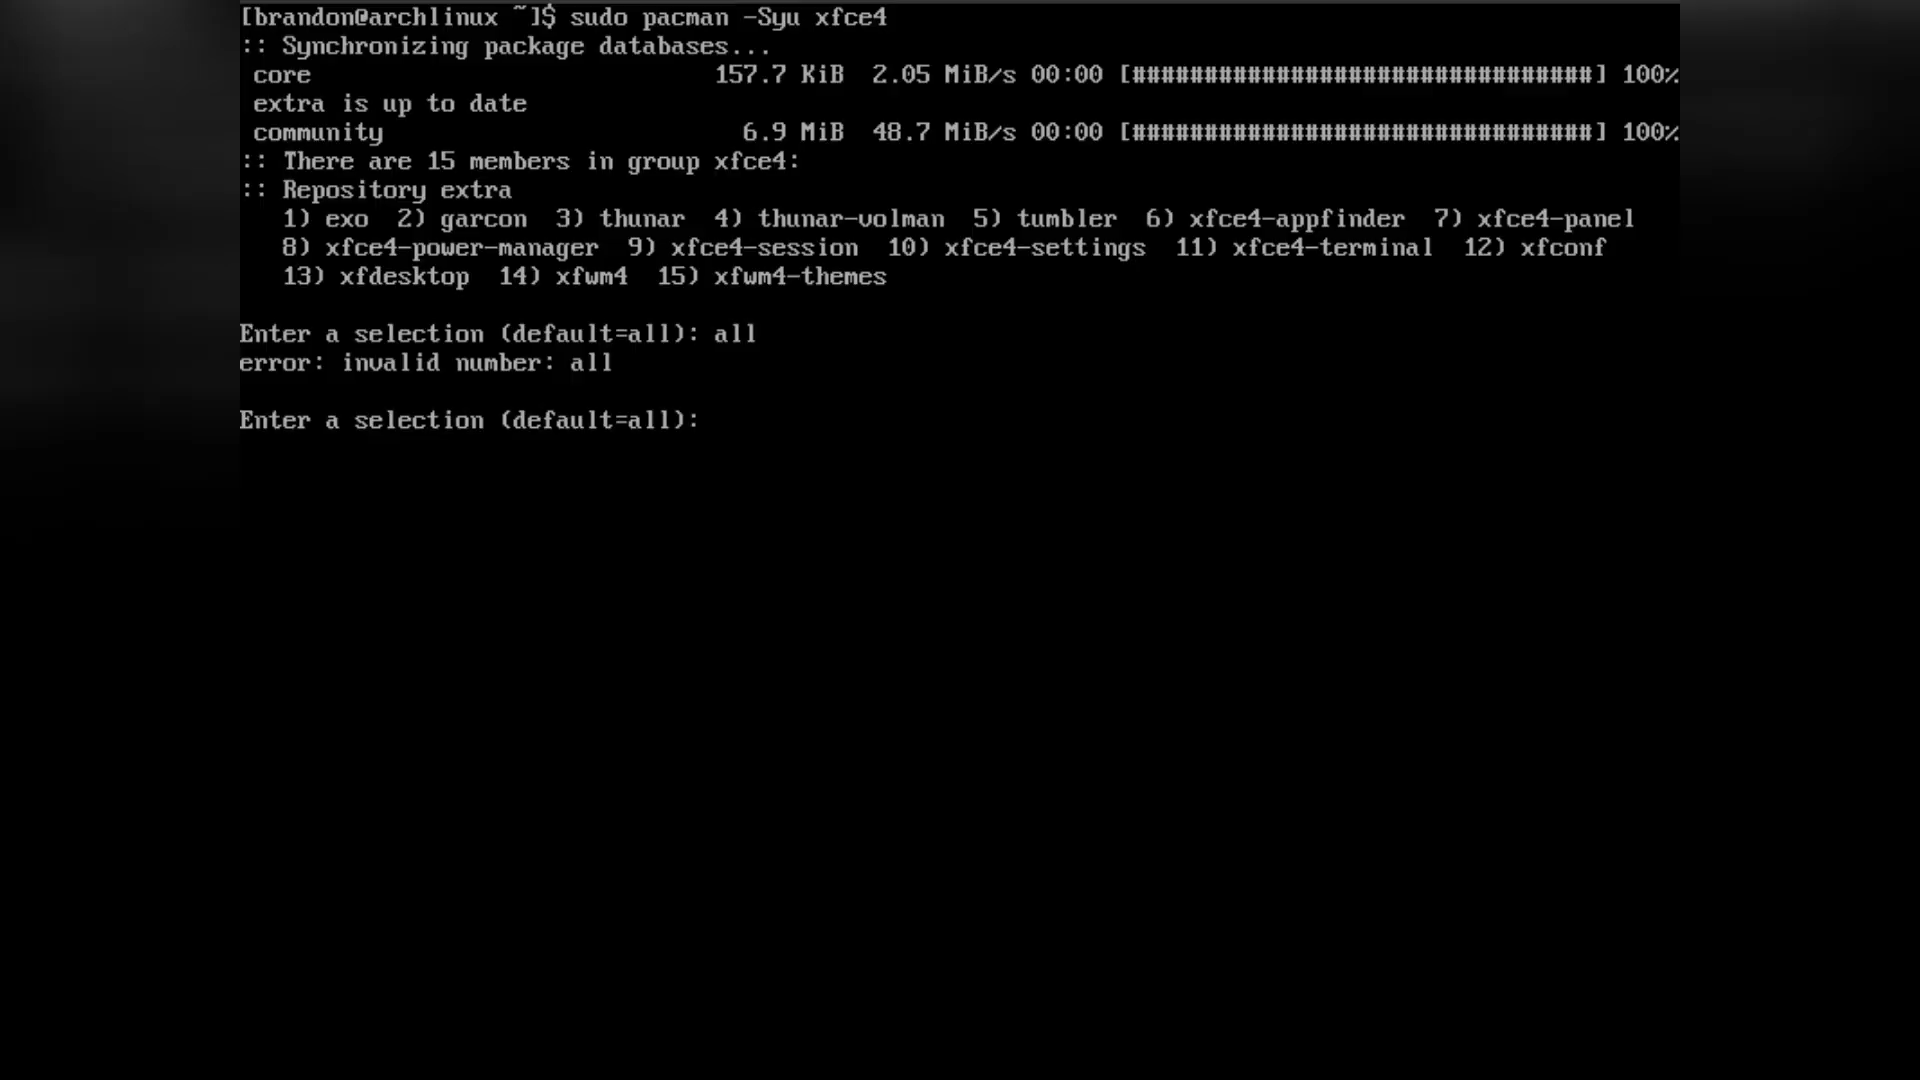 [brandon@archlinux ~]$ sudo pacman -Syu xfce4
:: Synchronizing package databases...
core 157.7 KiB 2.05 MiB/s 00:00 [################################] 100%
extra is up to date
community 6.9 MiB 48.7 MiB/s 00:00 [################################] 100%
:: There are 15 members in group xfce4:
:: Repository extra
1) exo 2) garcon 3) thunar 4) thunar-volman 5) tumbler 6) xfce4-appfinder 7) xfce4-panel
8) xfce4-power-manager 9) xfce4-session 10) xfce4-settings 11) xfce4-terminal 12) xfconf
13) xfdesktop 14) xfwm4 15) xfwm4-themes
Enter a selection (default=all): all
error: invalid number: all
Enter a selection (default=all):